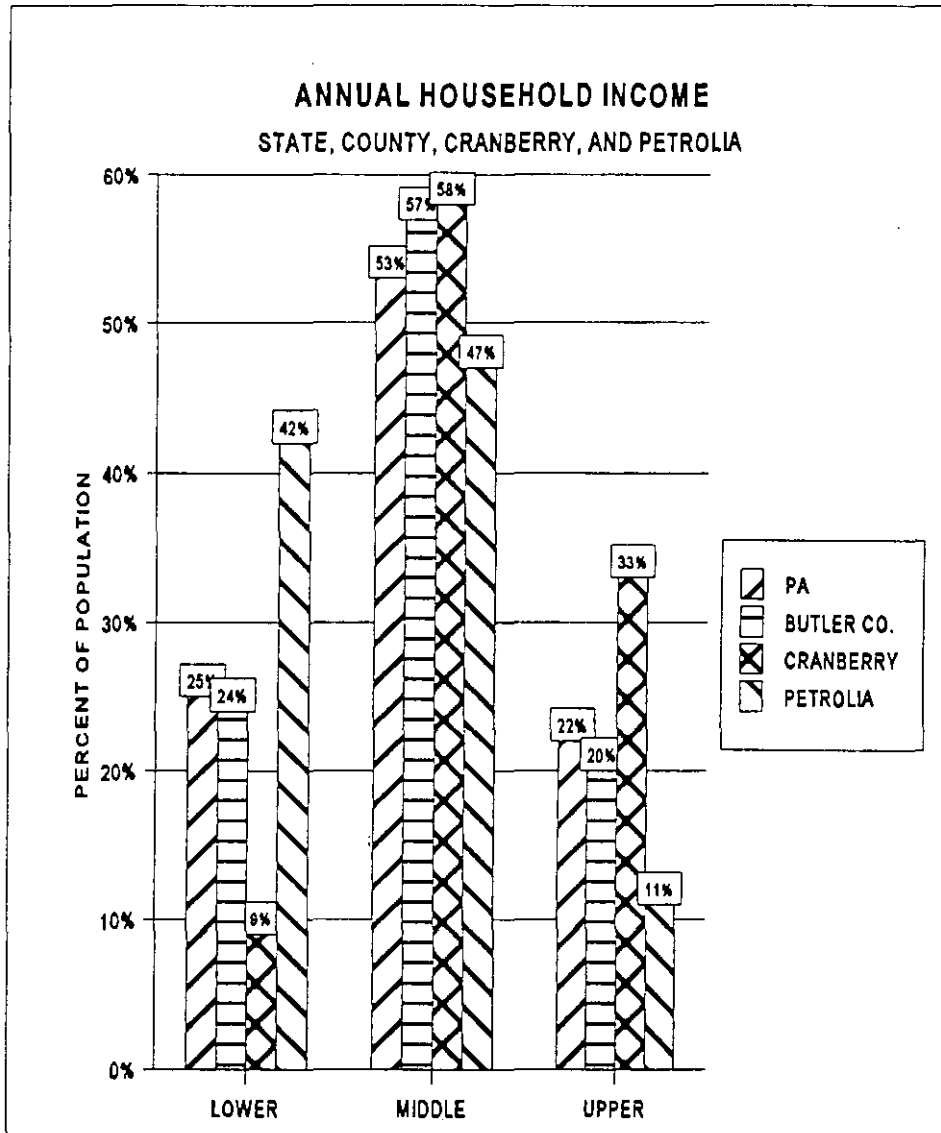 ANNUAL HOUSEHOLD INCOME
STATE, COUNTY, CRANBERRY, AND PETROLIA
60%
50%
40%
30%
20%
10%
0%
PERCENT OF POPULATION
25%
24%
9%
42%
53%
57%
58%
47%
22%
20%
33%
11%
LOWER
MIDDLE
UPPER
PA
BUTLER CO.
CRANBERRY
PETROLIA